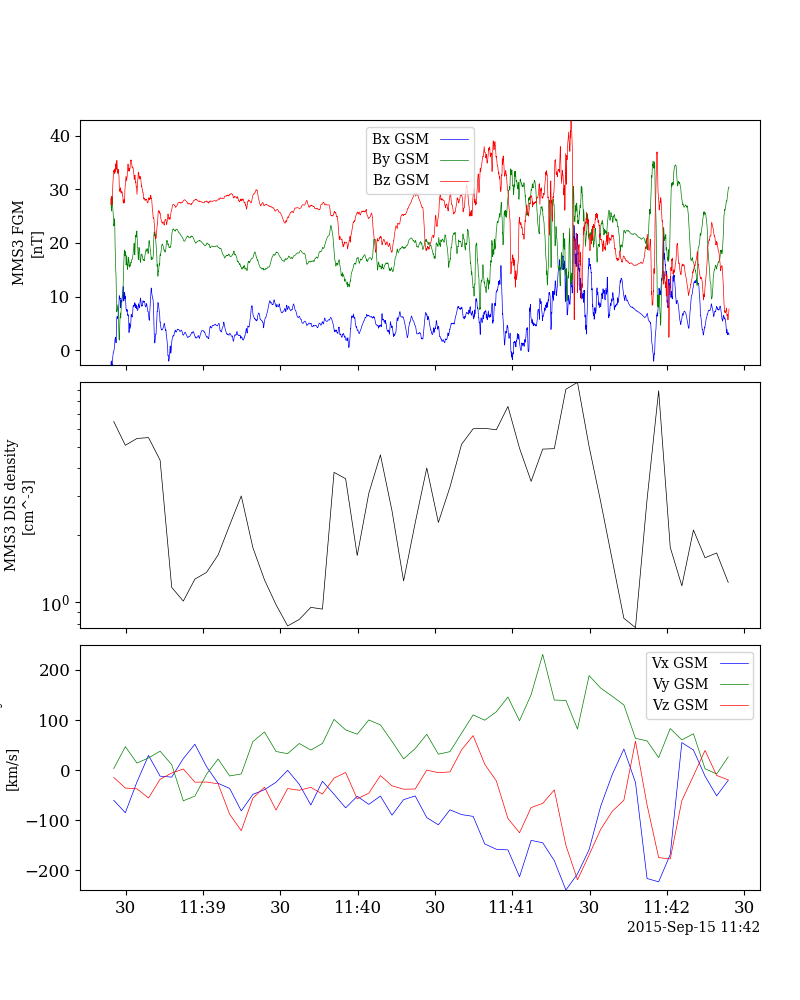 MMS3 FGM
[nT]
40
30
20
10
0
Bx GSM
By GSM
Bz GSM
MMS3 DIS density
[cm^-3]
10^0
[km/s]
200
100
0
−100
−200
Vx GSM
Vy GSM
Vz GSM
30 11:39 30 11:40 30 11:41 30 11:42 30
2015-Sep-15 11:42